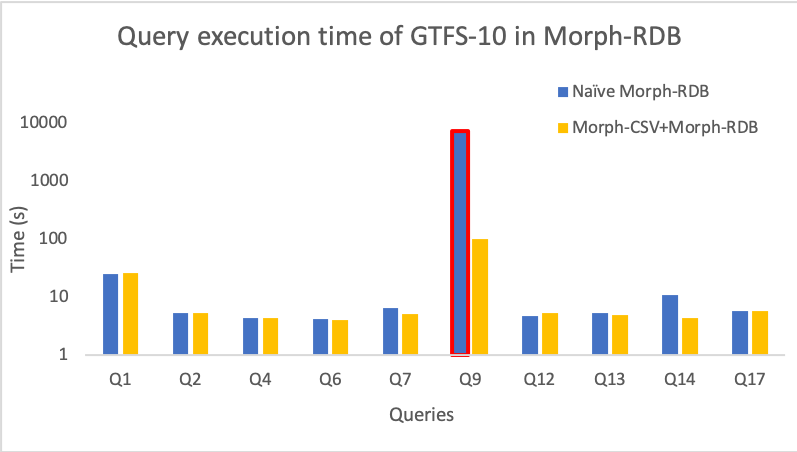 Query execution time of GTFS-10 in Morph-RDB
Naïve Morph-RDB
Morph-CSV+Morph-RDB
10000
1000
100
10
1
Time (s)
Q1 Q2 Q4 Q6 Q7 Q9 Q12 Q13 Q14 Q17
Queries